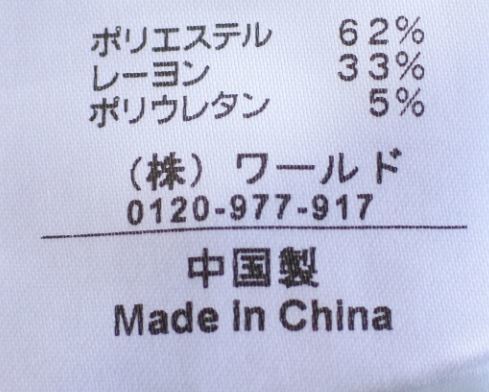 ポリエステル 62%
レーヨン 33%
ポリウレタン 5%
（株）ワールド
0120-977-917
中国製
Made in China